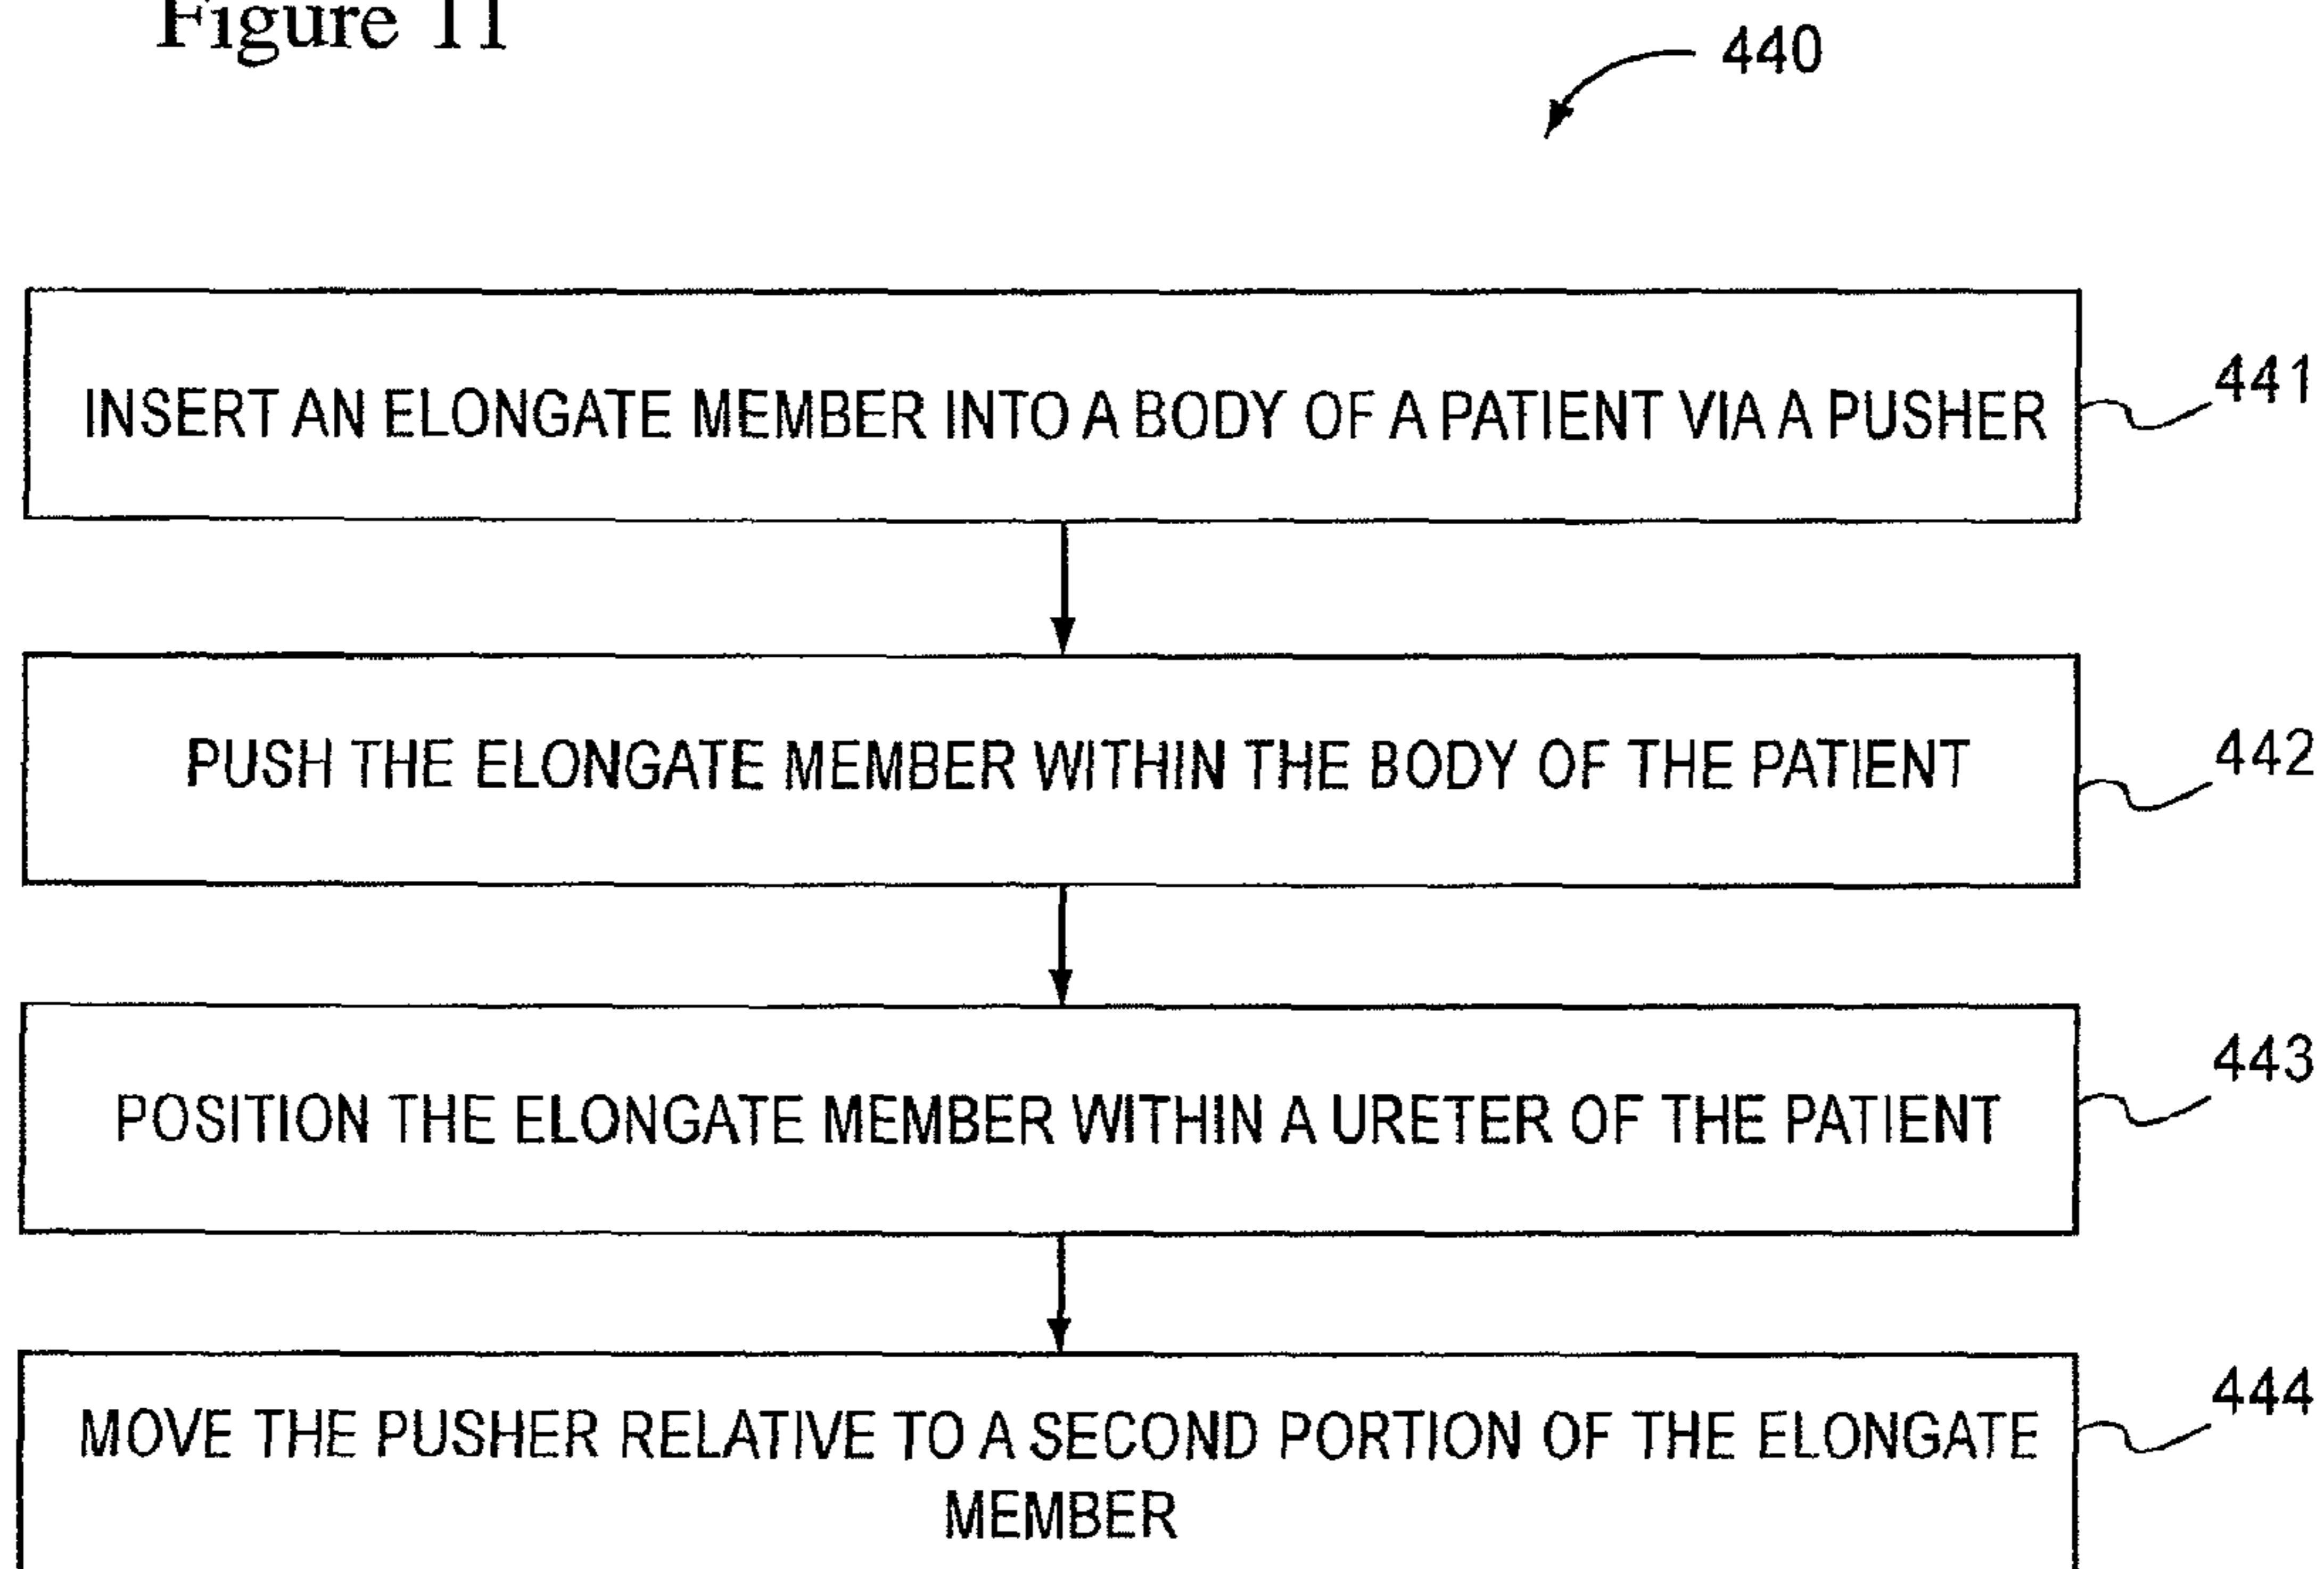 Figure 11
440
INSERT AN ELONGATE MEMBER INTO A BODY OF A PATIENT VIA A PUSHER
441
PUSH THE ELONGATE MEMBER WITHIN THE BODY OF THE PATIENT
442
POSITION THE ELONGATE MEMBER WITHIN A URETER OF THE PATIENT
443
MOVE THE PUSHER RELATIVE TO A SECOND PORTION OF THE ELONGATE
MEMBER
444